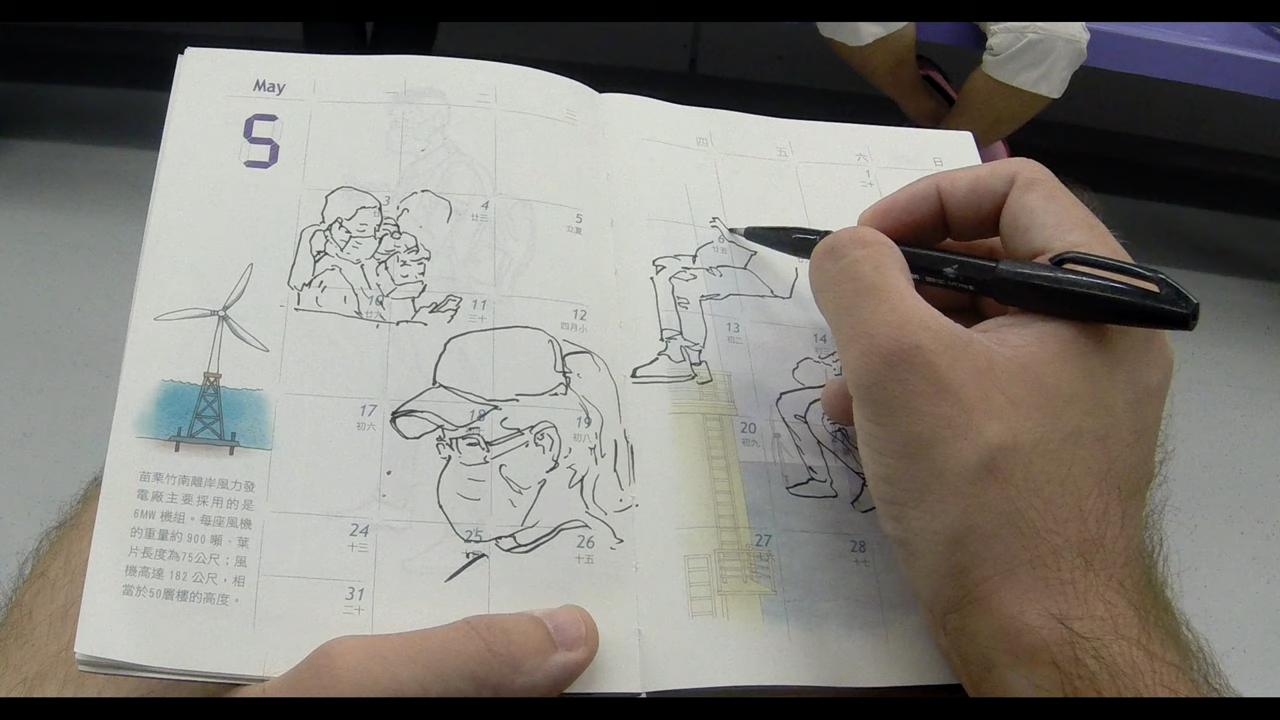 May
5
一 二 三
3 4 5
廿三 立夏
10 11 12
廿九 三十 四月小
17 18 19
初六 初八
24 25 26
十三 十五
31
二十
苗栗竹南離岸風力發
電廠主要採用的是
6MW 機組。每座風機
的重量約 900 噸，葉
片長度為75公尺；風
機高達 182 公尺，相
當於50層樓的高度。
四 五 六 日
1
二十
6
廿五
13 14
初二
20
初九
27 28
十六 十七